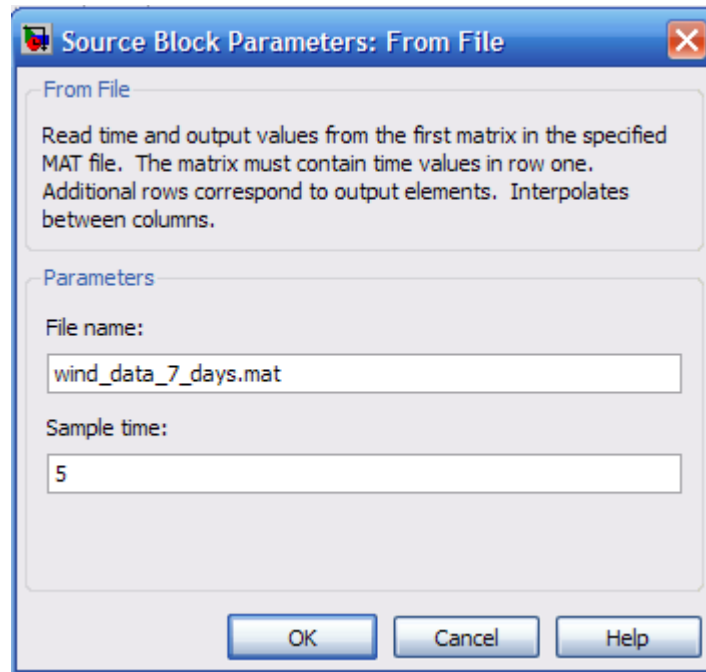 Source Block Parameters: From File
From File
Read time and output values from the first matrix in the specified
MAT file.  The matrix must contain time values in row one.
Additional rows correspond to output elements.  Interpolates
between columns.
Parameters
File name:
wind_data_7_days.mat
Sample time:
5
OK Cancel Help